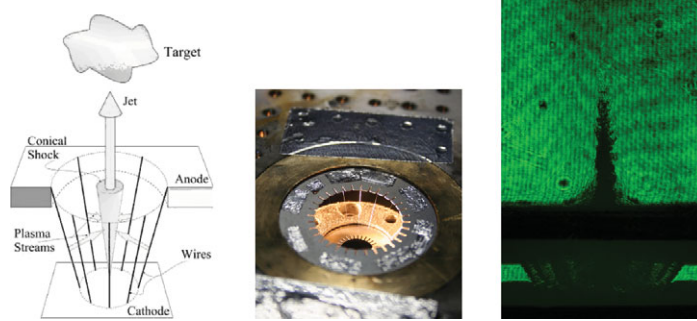 Target
Jet
Conical
Shock
Anode
Plasma
Streams
Wires
Cathode